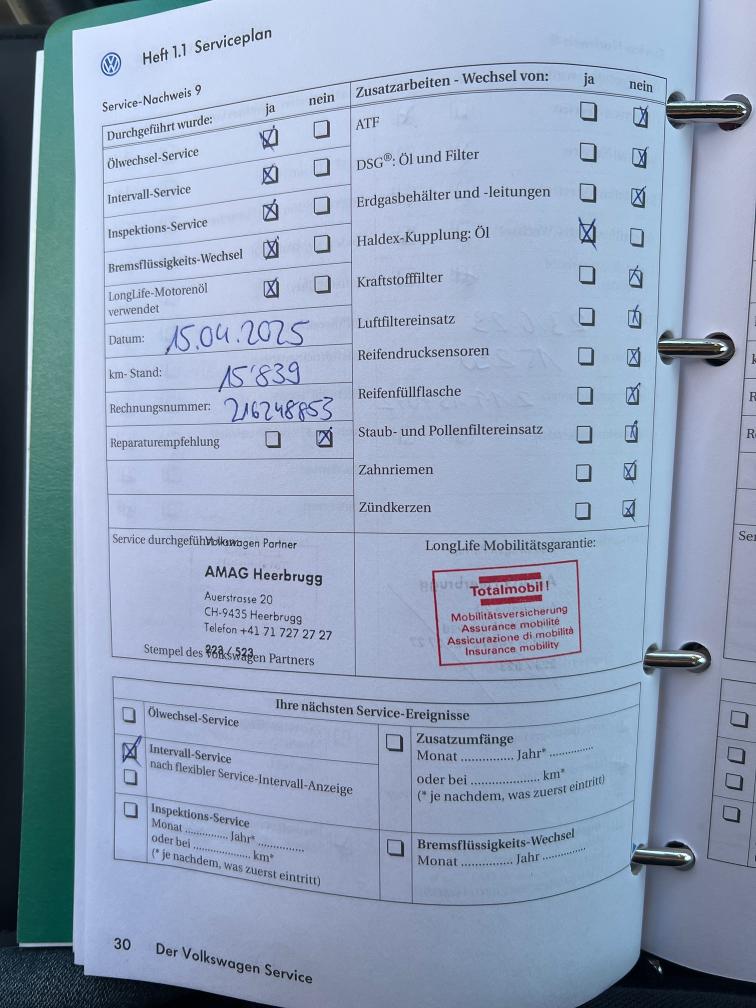 Heft 1.1 Serviceplan
Service-Nachweis 9
Durchgeführt wurde: ja nein
Ölwechsel-Service
Intervall-Service
Inspektions-Service
Bremsflüssigkeits-Wechsel
LongLife-Motorenöl
verwendet
Datum: 15.04.2025
km- Stand: 15'839
Rechnungsnummer: 216248853
Reparaturempfehlung
Zusatzarbeiten - Wechsel von: ja nein
ATF
DSG®: Öl und Filter
Erdgasbehälter und -leitungen
Haldex-Kupplung: Öl
Kraftstofffilter
Luftfiltereinsatz
Reifendrucksensoren
Reifenfüllflasche
Staub- und Pollenfiltereinsatz
Zahnriemen
Zündkerzen
Service durchgeführt
Volkswagen Partner
AMAG Heerbrugg
Auerstrasse 20
CH-9435 Heerbrugg
Telefon +41 71 727 27 27
223 / 523
Stempel des Volkswagen Partners
LongLife Mobilitätsgarantie:
Totalmobil!
Mobilitätsversicherung
Assurance mobilité
Assicurazione di mobilità
Insurance mobility
Ihre nächsten Service-Ereignisse
Ölwechsel-Service
Intervall-Service
nach flexibler Service-Intervall-Anzeige
Inspektions-Service
Monat ............ Jahr* ............
oder bei ............... km*
(* je nachdem, was zuerst eintritt)
Zusatzumfänge
Monat .............. Jahr* ............
oder bei .................. km*
(* je nachdem, was zuerst eintritt)
Bremsflüssigkeits-Wechsel
Monat .............. Jahr ............
30 Der Volkswagen Service